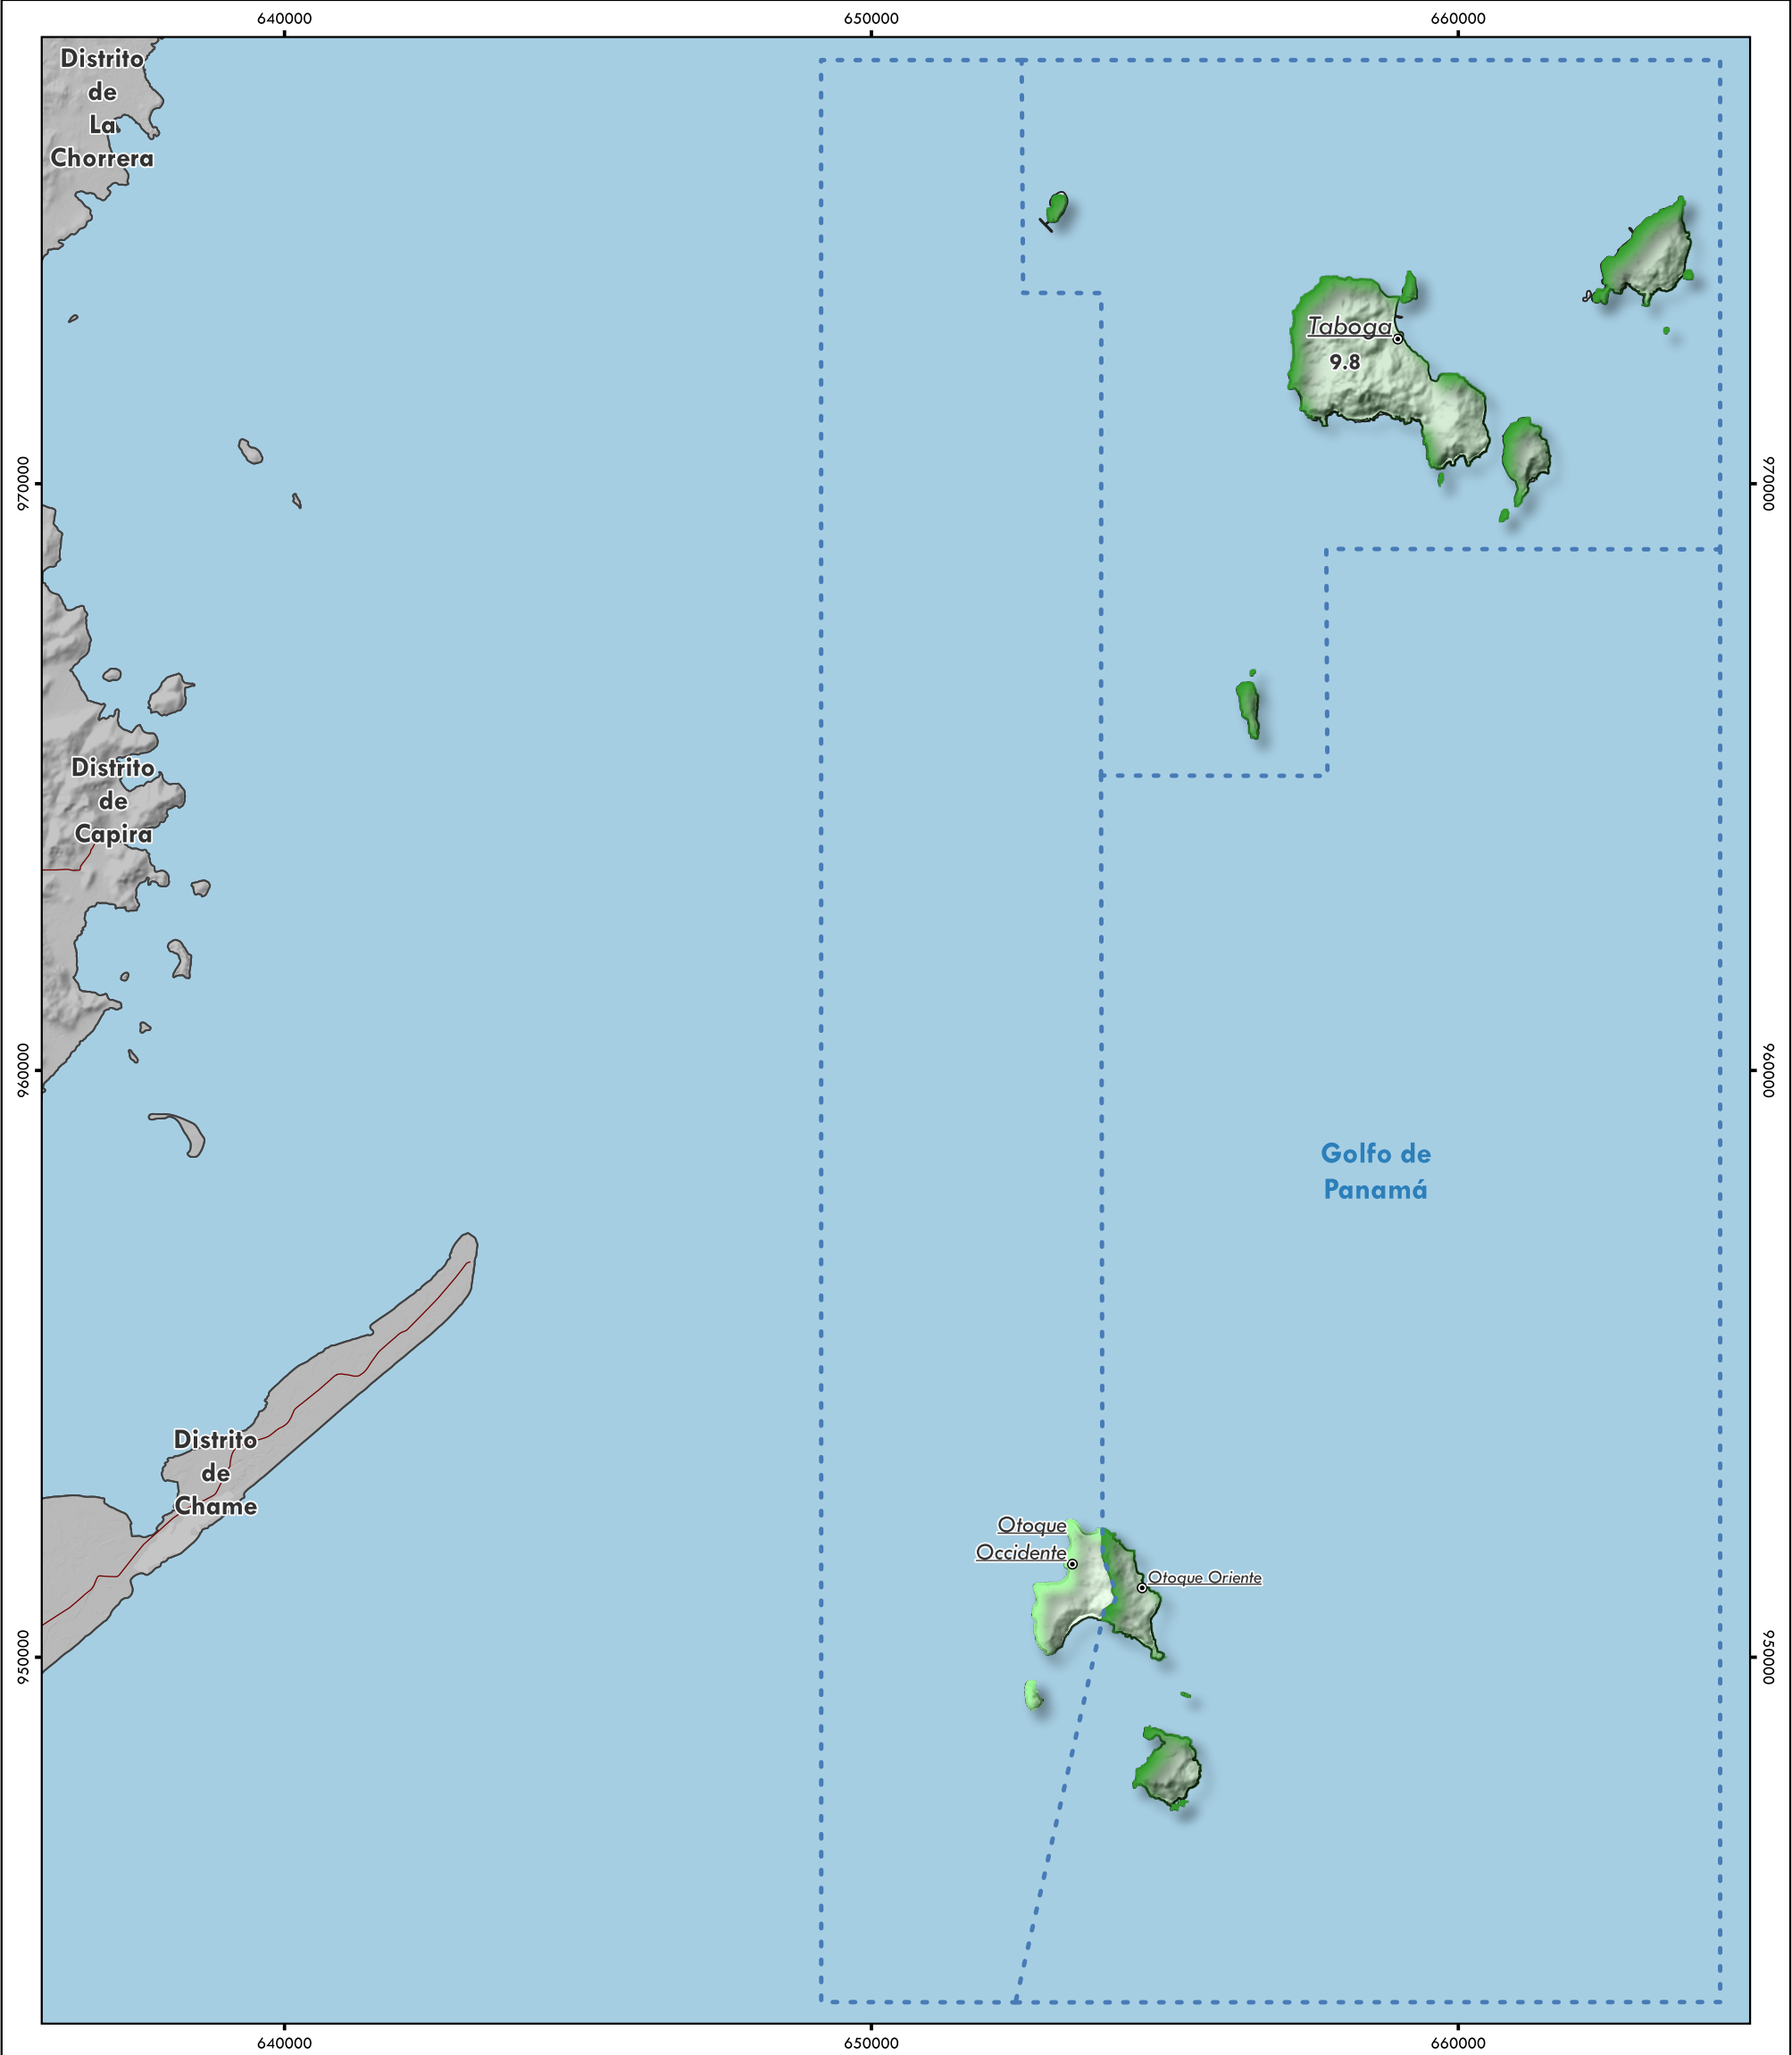 640000
650000
660000
Distrito
de
La
Chorrera
Taboga
9.8
970000
970000
Distrito
de
Capira
960000
960000
Golfo de
Panamá
Distrito
de
Chame
Otoque
Occidente
Otoque Oriente
950000
950000
640000
650000
660000